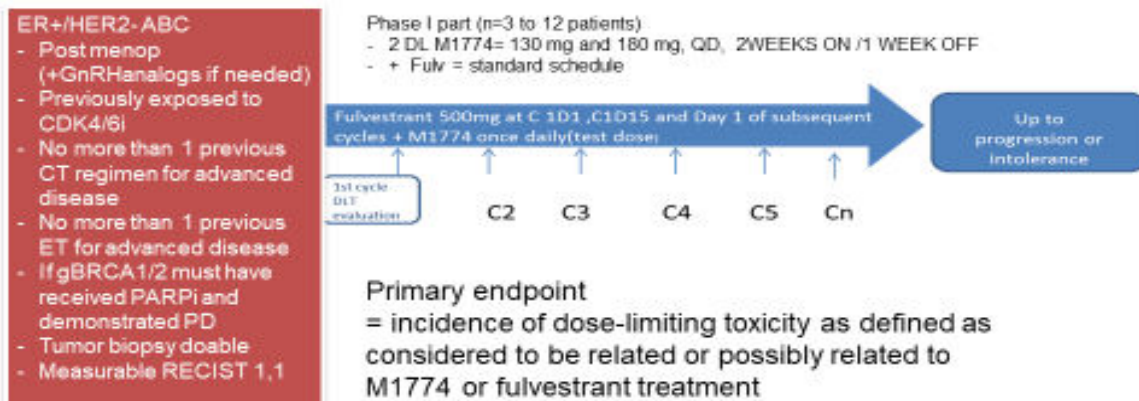 ER+/HER2- ABC
- Post menop
(+GnRHanalogs if needed)
- Previously exposed to
CDK4/6i
- No more than 1 previous
CT regimen for advanced
disease
- No more than 1 previous
ET for advanced disease
- If gBRCA1/2 must have
received PARPi and
demonstrated PD
- Tumor biopsy doable
- Measurable RECIST 1,1
Phase I part (n=3 to 12 patients)
- 2 DL M1774= 130 mg and 180 mg, QD, 2WEEKS ON /1 WEEK OFF
- + Fulv = standard schedule
Fulvestrant 500mg at C 1D1 ,C1D15 and Day 1 of subsequent
cycles + M1774 once daily(test dose)
Up to
progression or
intolerance
1st cycle
DLT
evaluation
C2 C3 C4 C5 Cn
Primary endpoint
= incidence of dose-limiting toxicity as defined as
considered to be related or possibly related to
M1774 or fulvestrant treatment